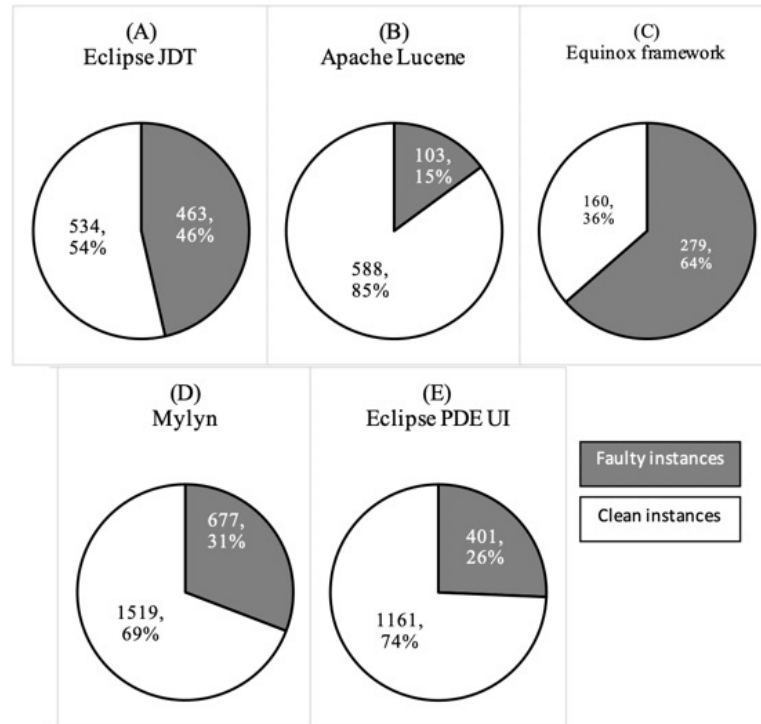 (A)
Eclipse JDT
534,
54%
463,
46%
(B)
Apache Lucene
103,
15%
588,
85%
(C)
Equinox framework
160,
36%
279,
64%
(D)
Mylyn
677,
31%
1519,
69%
(E)
Eclipse PDE UI
401,
26%
1161,
74%
Faulty instances
Clean instances